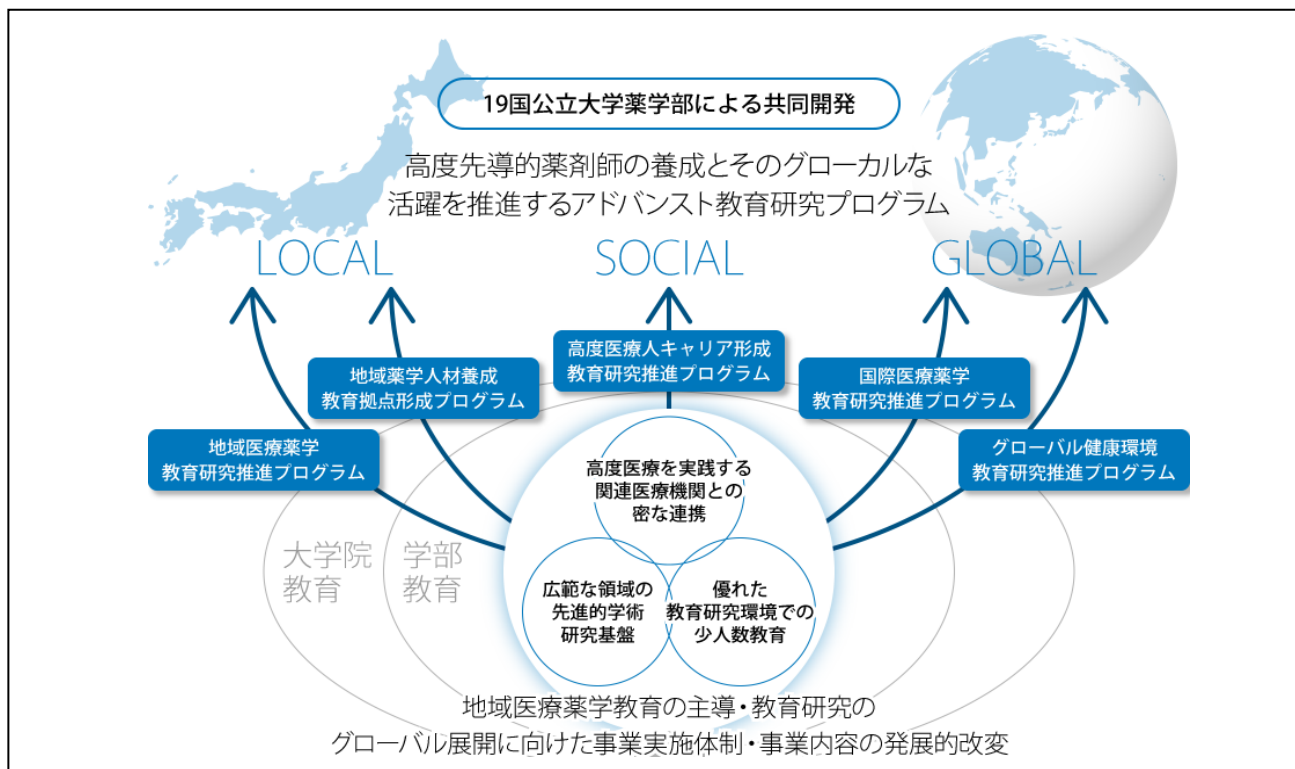 19国公立大学薬学部による共同開発
高度先導的薬剤師の養成とそのグローカルな
活躍を推進するアドバンスト教育研究プログラム
LOCAL
SOCIAL
GLOBAL
高度医療人キャリア形成
教育研究推進プログラム
地域薬学人材養成
教育拠点形成プログラム
国際医療薬学
教育研究推進プログラム
地域医療薬学
教育研究推進プログラム
グローバル健康環境
教育研究推進プログラム
高度医療を実践する
関連医療機関との
密な連携
大学院
教育
学部
教育
広範な領域の
先進的学術
研究基盤
優れた
教育研究環境での
少人数教育
地域医療薬学教育の主導・教育研究の
グローバル展開に向けた事業実施体制・事業内容の発展的改変